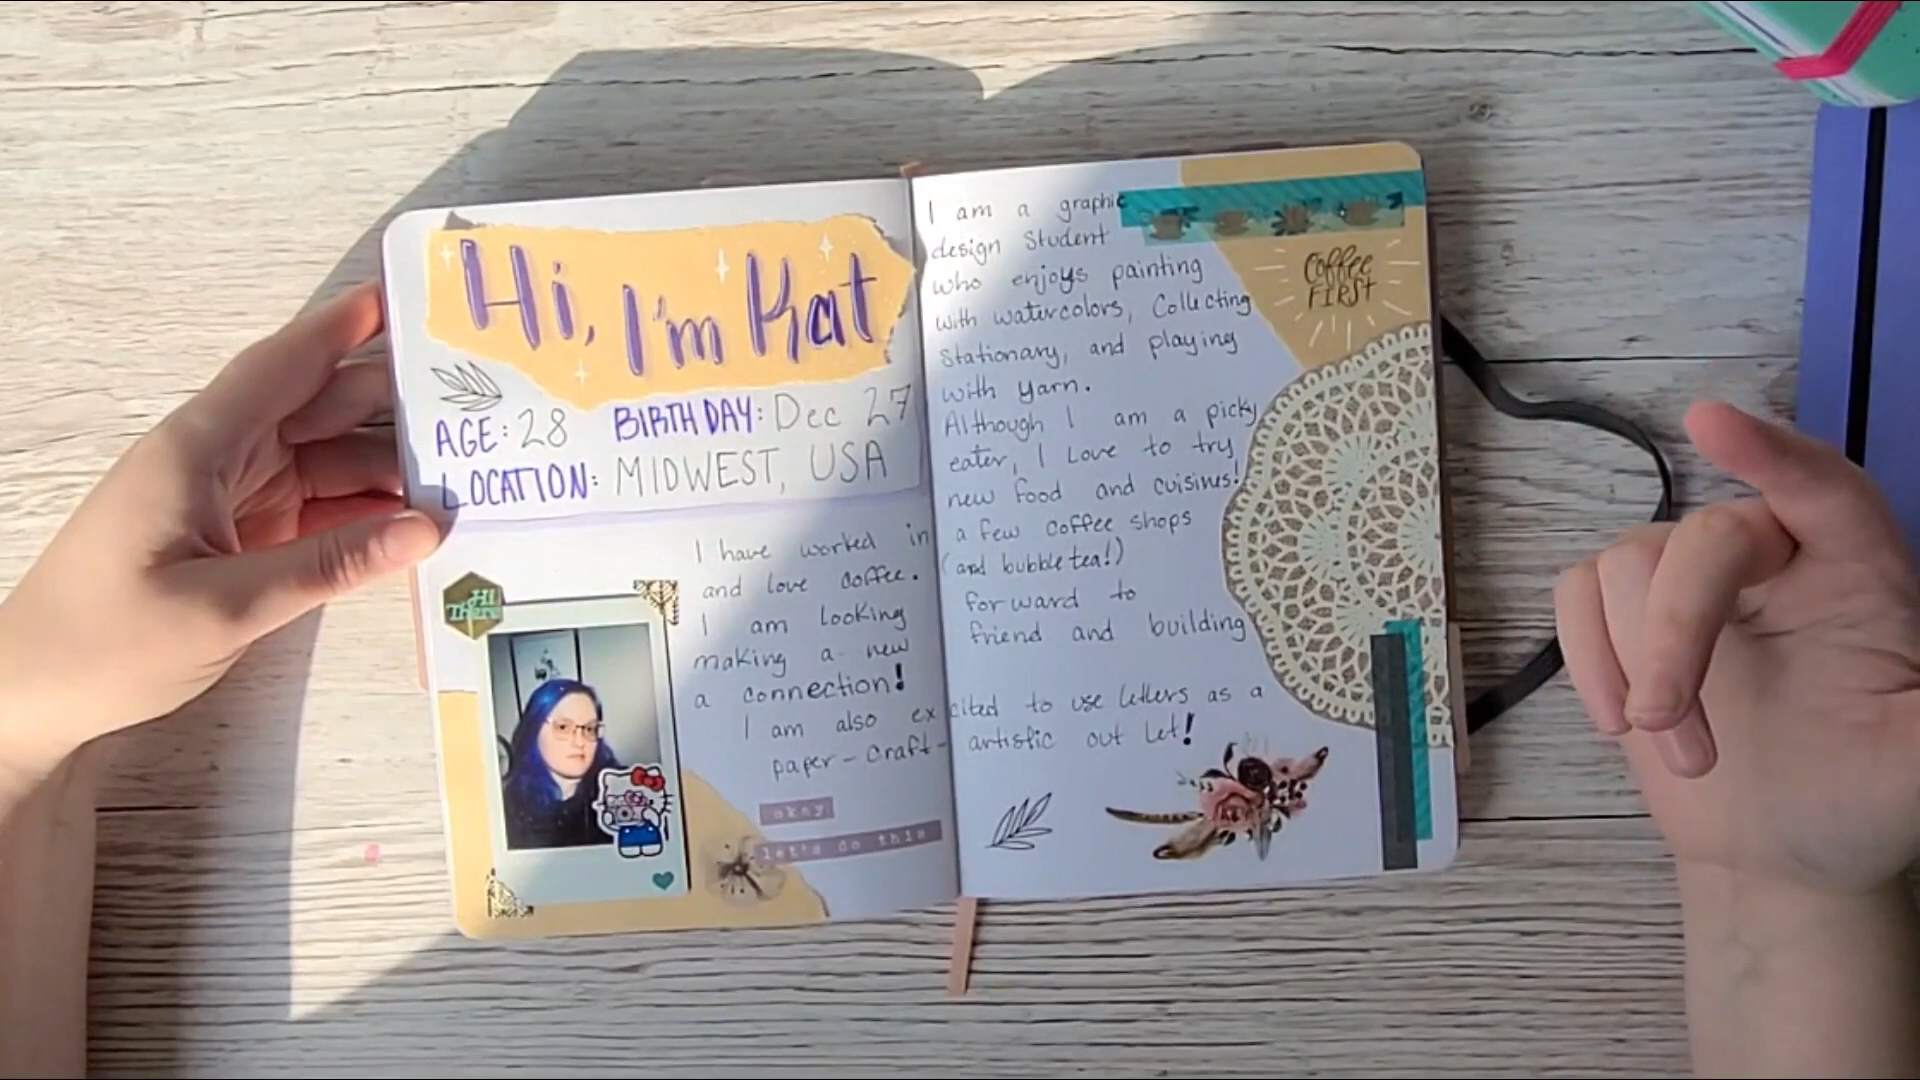 Hi, I'm Kat
AGE: 28 BIRTHDAY: Dec 27
LOCATION: MIDWEST, USA
I am a graphic
design student
who enjoys painting
with watercolors, Collecting
Stationary, and playing
with yarn.
Although I am a picky
eater, I love to try
new food and cuisines!
I have worked in a few coffee shops
and love coffee. (and bubble tea!)
I am looking forward to
making a new friend and building
a connection!
I am also excited to use letters as a
paper-craft-artistic out let!
Hi
There
okay
let's do this
Coffee
FIRST